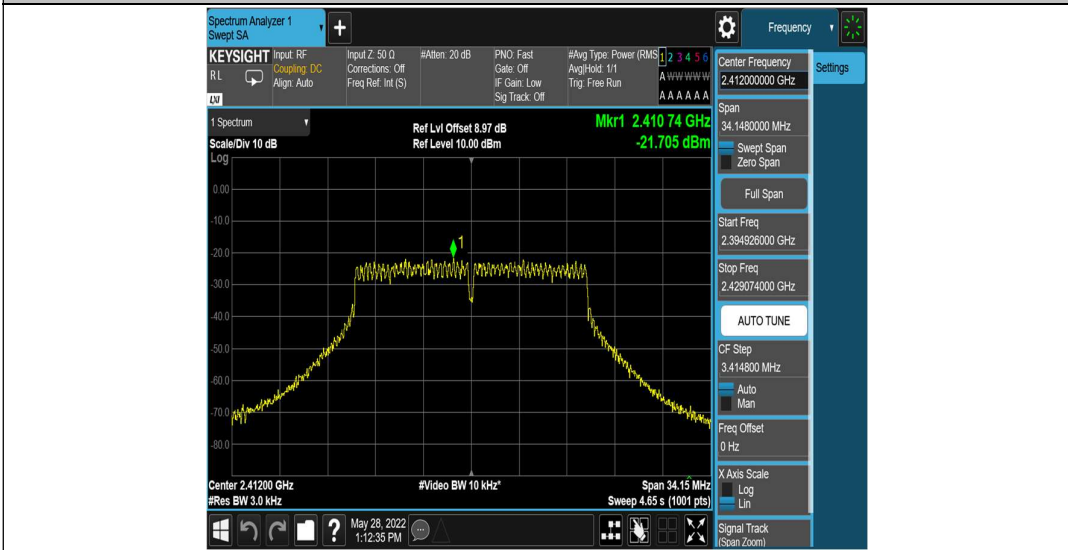 Spectrum Analyzer 1
Swept SA
+
Frequency
KEYSIGHT Input: RF Input Z: 50 Ω #Atten: 20 dB PNO: Fast #Avg Type: Power (RMS 1 2 3 4 5 6
RL Coupling: DC Corrections: Off Gate: Off Avg|Hold: 1/1 A W W W W W
Align: Auto Freq Ref: Int (S) IF Gain: Low Trig: Free Run
Sig Track: Off A A A A A A
LXI
Center Frequency
2.412000000 GHz
Settings
Span
34.1480000 MHz
Swept Span
Zero Span
Full Span
Start Freq
2.394926000 GHz
Stop Freq
2.429074000 GHz
AUTO TUNE
CF Step
3.414800 MHz
Auto
Man
Freq Offset
0 Hz
X Axis Scale
Log
Lin
Signal Track
(Span Zoom)
1 Spectrum
Ref Lvl Offset 8.97 dB
Mkr1 2.410 74 GHz
Scale/Div 10 dB
Ref Level 10.00 dBm
-21.705 dBm
Log
0.00
-10.0
1
-20.0
-30.0
-40.0
-50.0
-60.0
-70.0
-80.0
Center 2.41200 GHz #Video BW 10 kHz* Span 34.15 MHz
#Res BW 3.0 kHz Sweep 4.65 s (1001 pts)
?
May 28, 2022
1:12:35 PM